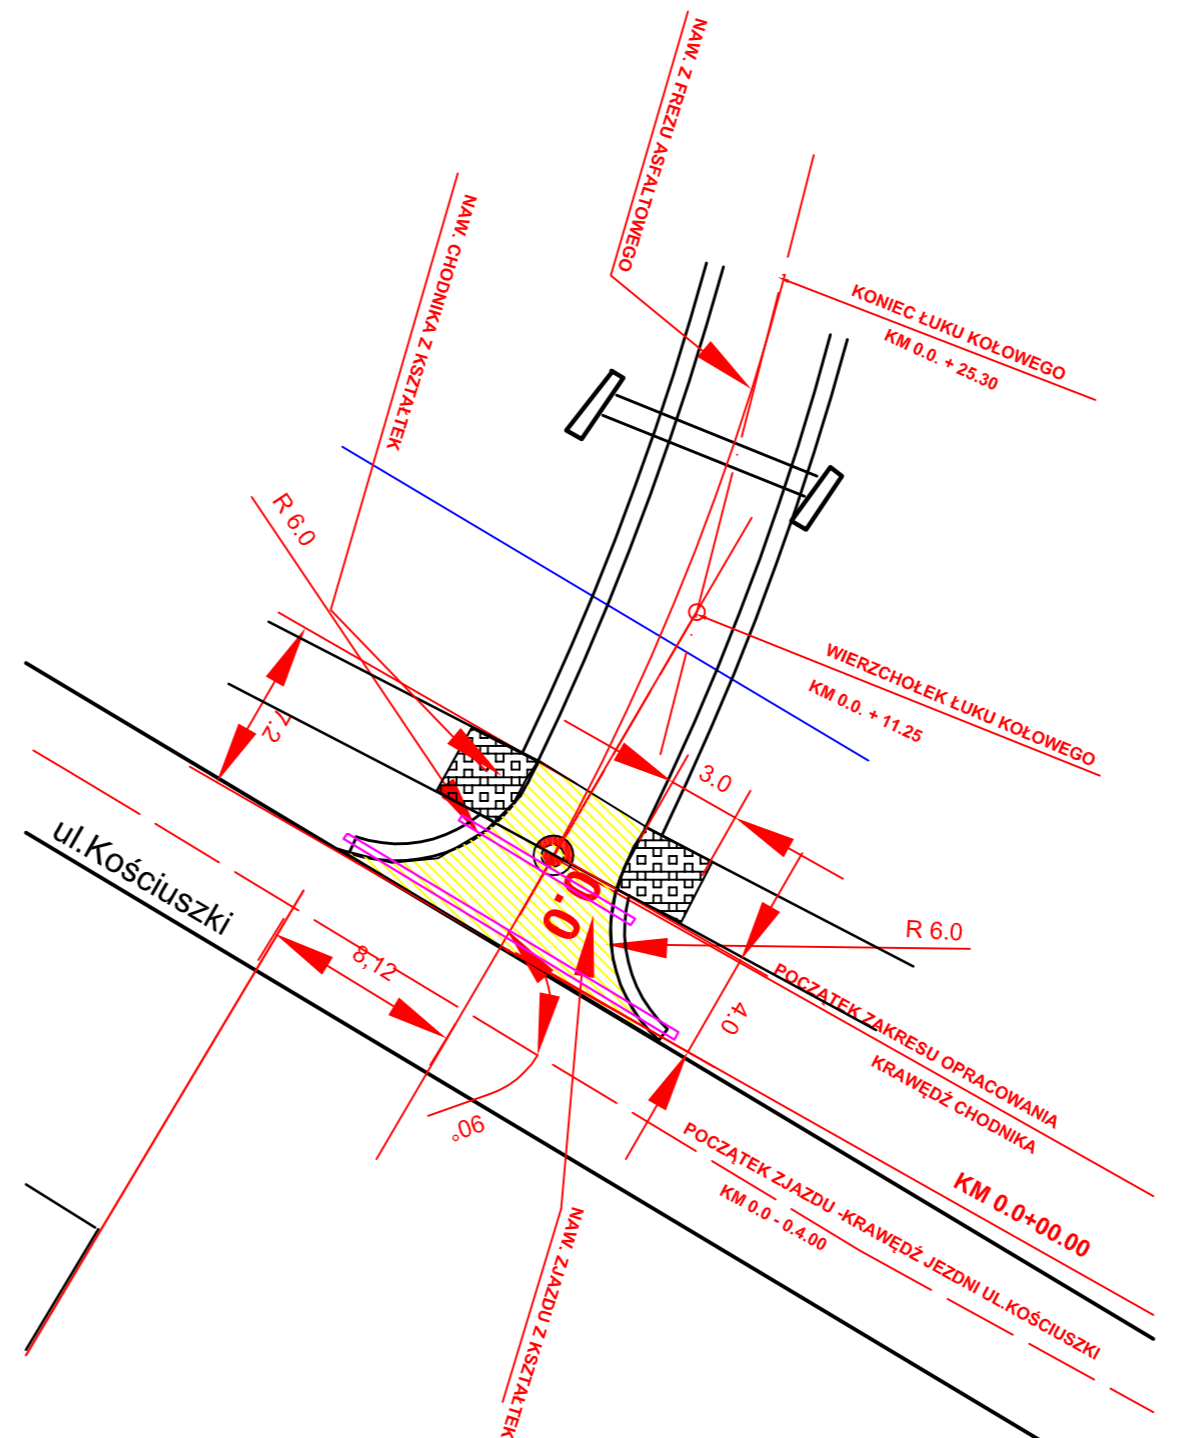 NAW. Z FREZU ASFALTOWEGO
NAW. CHODNIKA Z KSZTAŁTEK
KONIEC ŁUKU KOŁOWEGO
KM 0.0. + 25.30
R 6.0
WIERZCHOŁEK ŁUKU KOŁOWEGO
KM 0.0. + 11.25
7.2
3.0
ul.Kościuszki
0.0
R 6.0
8,12
4.0
POCZĄTEK ZAKRESU OPRACOWANIA
KRAWĘDŹ CHODNIKA
90°
POCZĄTEK ZJAZDU -KRAWĘDŹ JEZDNI UL.KOŚCIUSZKI
KM 0.0 - 0.4.00
KM 0.0+00.00
NAW. ZJAZDU Z KSZTAŁTEK